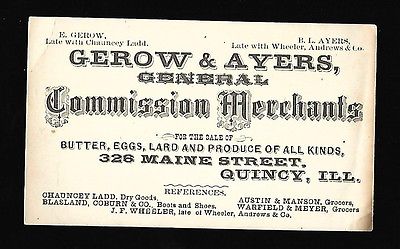 E. GEROW, B. L. AYERS,
Late with Chauncey Ladd. Late with Wheeler, Andrews & Co.
GEROW & AYERS,
GENERAL
Commission Merchants
FOR THE SALE OF
BUTTER, EGGS, LARD AND PRODUCE OF ALL KINDS,
328 MAINE STREET,
QUINCY, ILL.
REFERENCES.
CHAUNCEY LADD, Dry Goods, AUSTIN & MANSON, Grocers
BLASLAND, COBURN & CO., Boots and Shoes. WARFIELD & MEYER, Grocers
J. F. WHEELER, late of Wheeler, Andrews & Co.